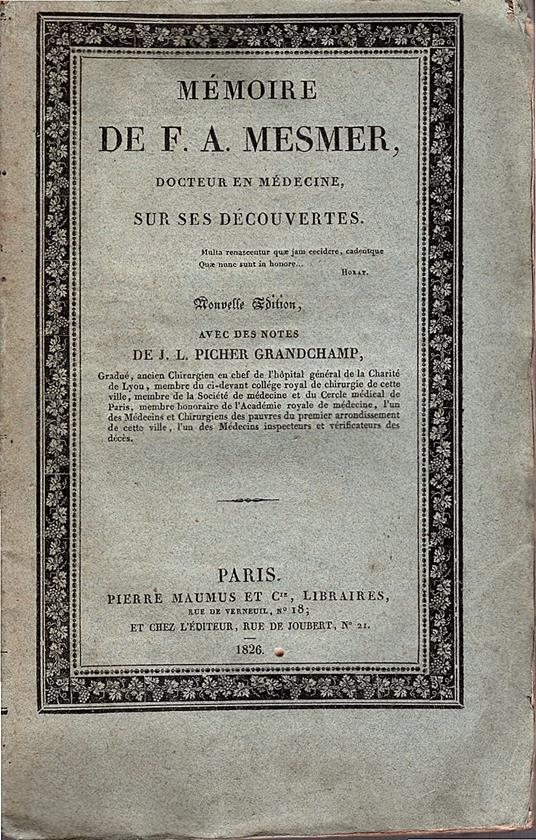 MÉMOIRE
DE F. A. MESMER,
DOCTEUR EN MÉDECINE,
SUR SES DÉCOUVERTES.
Multa renascentur quæ jam cecidere, cadentque
Quæ nunc sunt in honore...
HORAT.
Nouvelle Édition,
AVEC DES NOTES
DE J. L. PICHER GRANDCHAMP,
Gradué, ancien Chirurgien en chef de l'hôpital général de la Charité
de Lyon, membre du ci-devant collége royal de chirurgie de cette
ville, membre de la Société de médecine et du Cercle médical de
Paris, membre honoraire de l'Académie royale de médecine, l'un
des Médecins et Chirurgiens des pauvres du premier arrondissement
de cette ville, l'un des Médecins inspecteurs et vérificateurs des
décès.
PARIS.
PIERRE MAUMUS ET Cie, LIBRAIRES,
RUE DE VERNEUIL, No 18;
ET CHEZ L'ÉDITEUR, RUE DE JOUBERT, No 21.
1826.